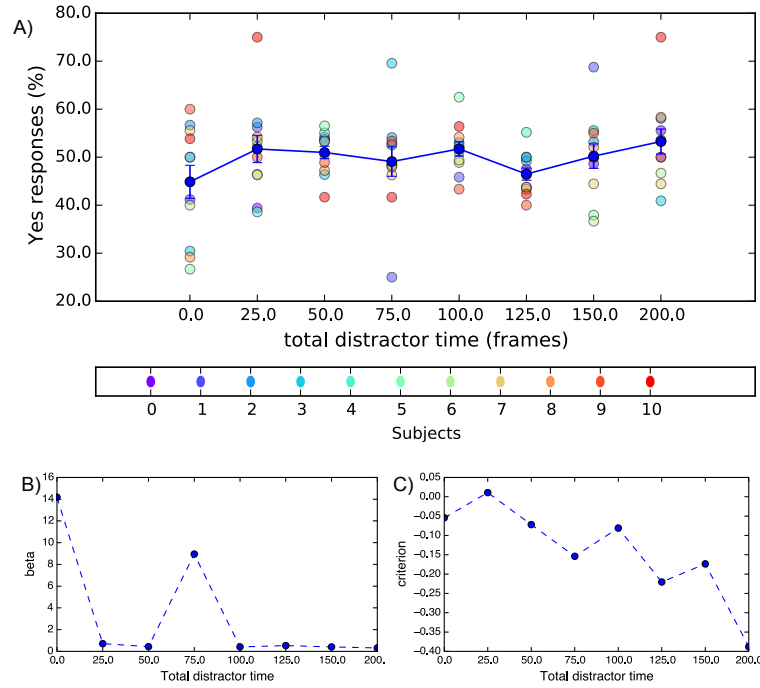 A)
Yes responses (%)
80.0
70.0
60.0
50.0
40.0
30.0
20.0
0.0 25.0 50.0 75.0 100.0 125.0 150.0 200.0
total distractor time (frames)
0 1 2 3 4 5 6 7 8 9 10
Subjects
B)
beta
16
14
12
10
8
6
4
2
0
0.0 25.0 50.0 75.0 100.0 125.0 150.0 200.
Total distractor time
C)
criterion
0.05
0.00
−0.05
−0.10
−0.15
−0.20
−0.25
−0.30
−0.35
−0.40
0.0 25.0 50.0 75.0 100.0 125.0 150.0 200.0
Total distractor time